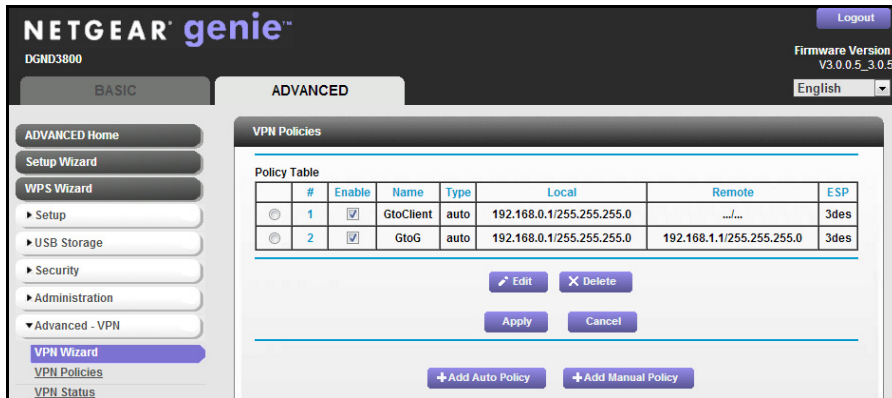 NETGEAR® genie™
Logout
DGND3800
Firmware Version
V3.0.0.5_3.0.5
BASIC
ADVANCED
English
ADVANCED Home
Setup Wizard
WPS Wizard
▶ Setup
▶ USB Storage
▶ Security
▶ Administration
▼ Advanced - VPN
VPN Wizard
VPN Policies
VPN Status
VPN Policies
Policy Table
# Enable Name Type Local Remote ESP
1 GtoClient auto 192.168.0.1/255.255.255.0 .../... 3des
2 GtoG auto 192.168.0.1/255.255.255.0 192.168.1.1/255.255.255.0 3des
Edit X Delete
Apply Cancel
+ Add Auto Policy + Add Manual Policy